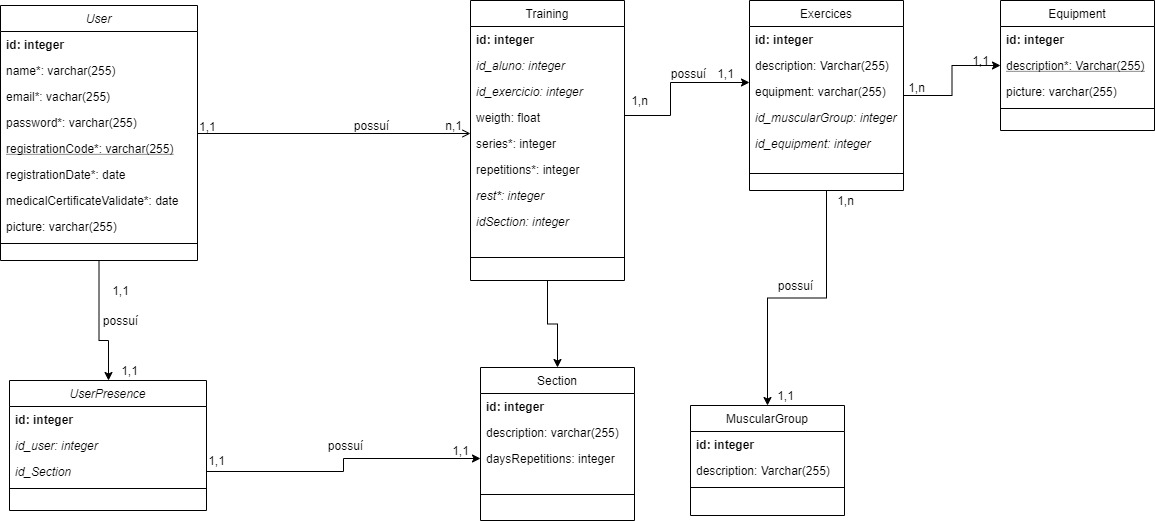 User
id: integer
name*: varchar(255)
email*: vachar(255)
password*: varchar(255)
registrationCode*: varchar(255)
registrationDate*: date
medicalCertificateValidate*: date
picture: varchar(255)
1,1
possuí
n,1
Training
id: integer
id_aluno: integer
id_exercicio: integer
weigth: float
series*: integer
repetitions*: integer
rest*: integer
idSection: integer
1,n
possuí
1,1
Exercices
id: integer
description: Varchar(255)
equipment: varchar(255)
id_muscularGroup: integer
id_equipment: integer
1,n
1,1
Equipment
id: integer
description*: Varchar(255)
picture: varchar(255)
1,1
possuí
1,1
UserPresence
id: integer
id_user: integer
id_Section
1,1
possuí
1,1
Section
id: integer
description: varchar(255)
daysRepetitions: integer
1,n
possuí
1,1
MuscularGroup
id: integer
description: Varchar(255)